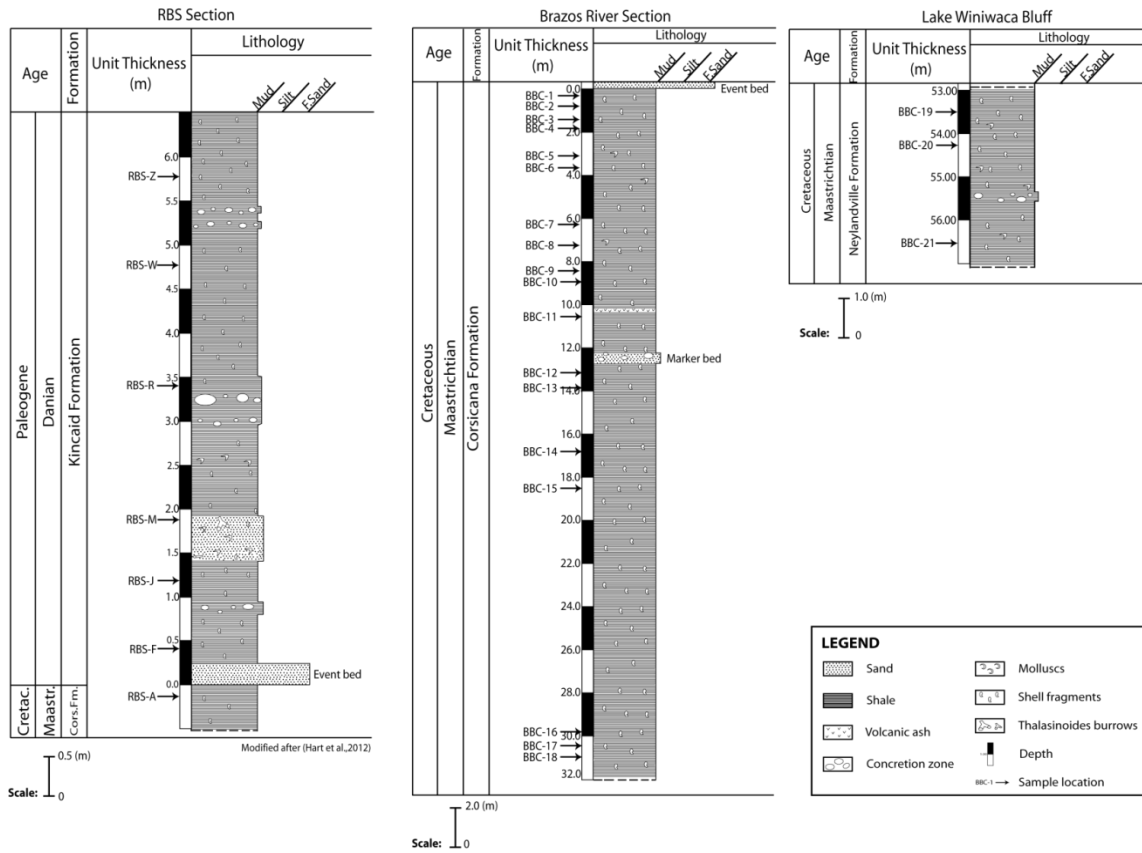 RBS Section
Age
Formation
Unit Thickness
(m)
Lithology
Mud
Silt
F.Sand
Paleogene
Danian
Kincaid Formation
Cretac.
Maastr.
Cors.Fm.
6.0
RBS-Z
5.5
5.0
RBS-W
4.5
4.0
3.5
RBS-R
3.0
2.5
2.0
RBS-M
1.5
RBS-J
1.0
0.5
RBS-F
0.0
RBS-A
Event bed
Modified after (Hart et al.,2012)
0.5 (m)
Scale:
0
Brazos River Section
Age
Formation
Unit Thickness
(m)
Lithology
Mud
Silt
F.Sand
Cretaceous
Maastrichtian
Corsicana Formation
0.0
Event bed
BBC-1
BBC-2
BBC-3
BBC-4
2.0
BBC-5
BBC-6
4.0
6.0
BBC-7
BBC-8
8.0
BBC-9
BBC-10
10.0
BBC-11
12.0
Marker bed
BBC-12
BBC-13
14.0
16.0
BBC-14
18.0
BBC-15
20.0
22.0
24.0
26.0
28.0
BBC-16
30.0
BBC-17
BBC-18
32.0
2.0 (m)
Scale:
0
Lake Winiwaca Bluff
Age
Formation
Unit Thickness
(m)
Lithology
Mud
Silt
F.Sand
Cretaceous
Maastrichtian
Neylandville Formation
53.00
BBC-19
54.00
BBC-20
55.00
56.00
BBC-21
1.0 (m)
Scale:
0
LEGEND
Sand
Shale
Volcanic ash
Concretion zone
Molluscs
Shell fragments
Thalasinoides burrows
Depth
BBC-1
Sample location